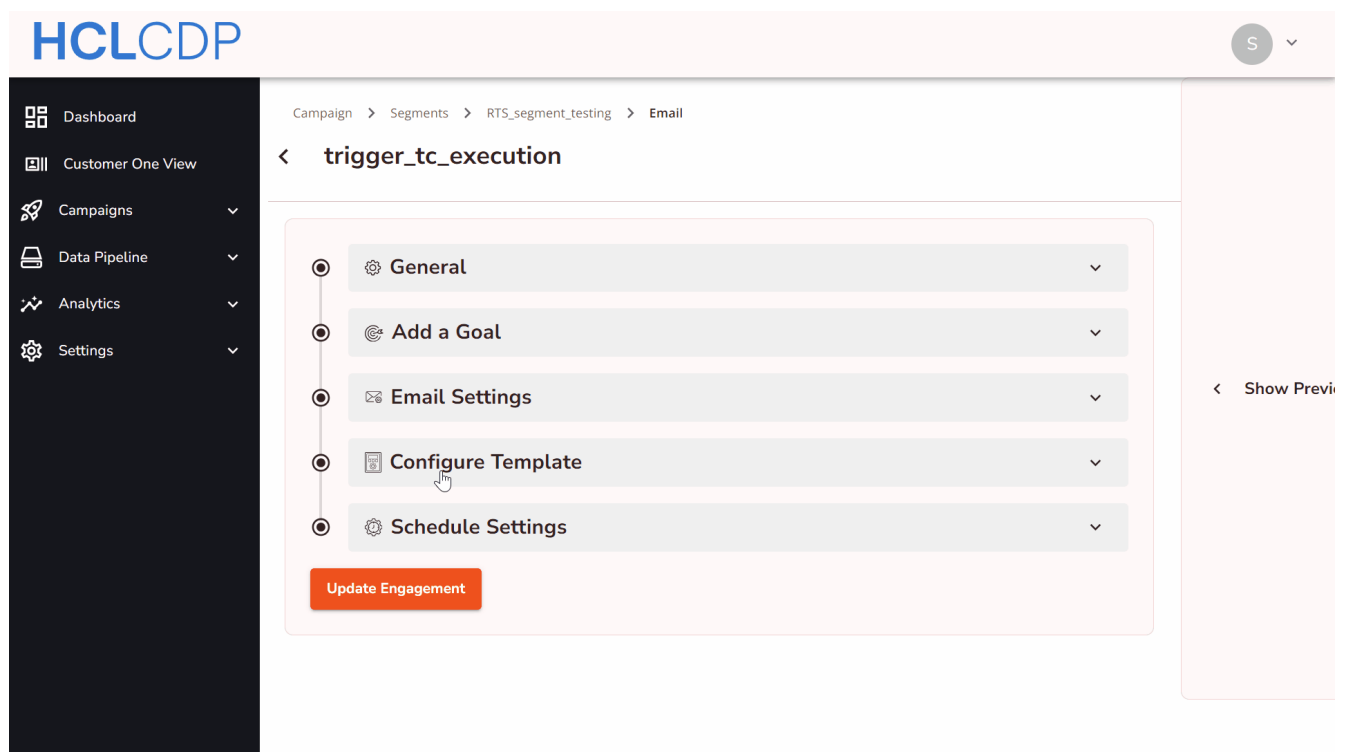 HCLCDP
S
Dashboard
Customer One View
Campaigns
Data Pipeline
Analytics
Settings
Campaign > Segments > RTS_segment_testing > Email
trigger_tc_execution
General
Add a Goal
Email Settings
Configure Template
Schedule Settings
Update Engagement
Show